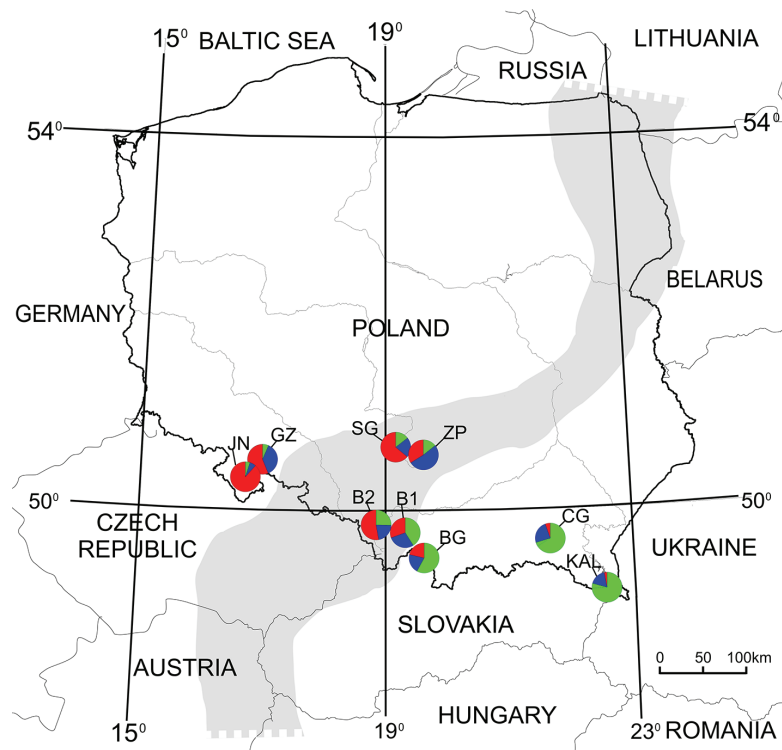 15⁰
BALTIC SEA
19⁰
LITHUANIA
RUSSIA
54⁰
54⁰
BELARUS
GERMANY
POLAND
SG
ZP
JN
GZ
50⁰
B2
B1
50⁰
CG
CZECH
REPUBLIC
BG
KAL
UKRAINE
SLOVAKIA
0 50 100km
AUSTRIA
HUNGARY
15⁰
19⁰
23⁰
ROMANIA